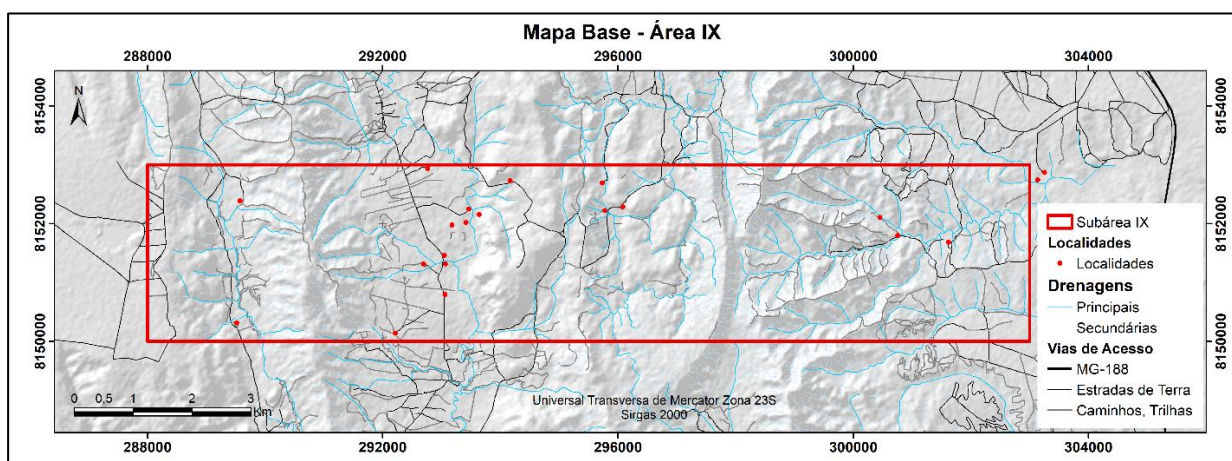 Mapa Base - Área IX
288000 292000 296000 300000 304000
8154000 8154000
N
8152000 8152000
Subárea IX
Localidades
Localidades
Drenagens
Principais
Secundárias
Vias de Acesso
MG-188
Estradas de Terra
Caminhos, Trilhas
8150000 8150000
0 0,5 1 2 3
Km
Universal Transversa de Mercator Zona 23S
Sirgas 2000
288000 292000 296000 300000 304000